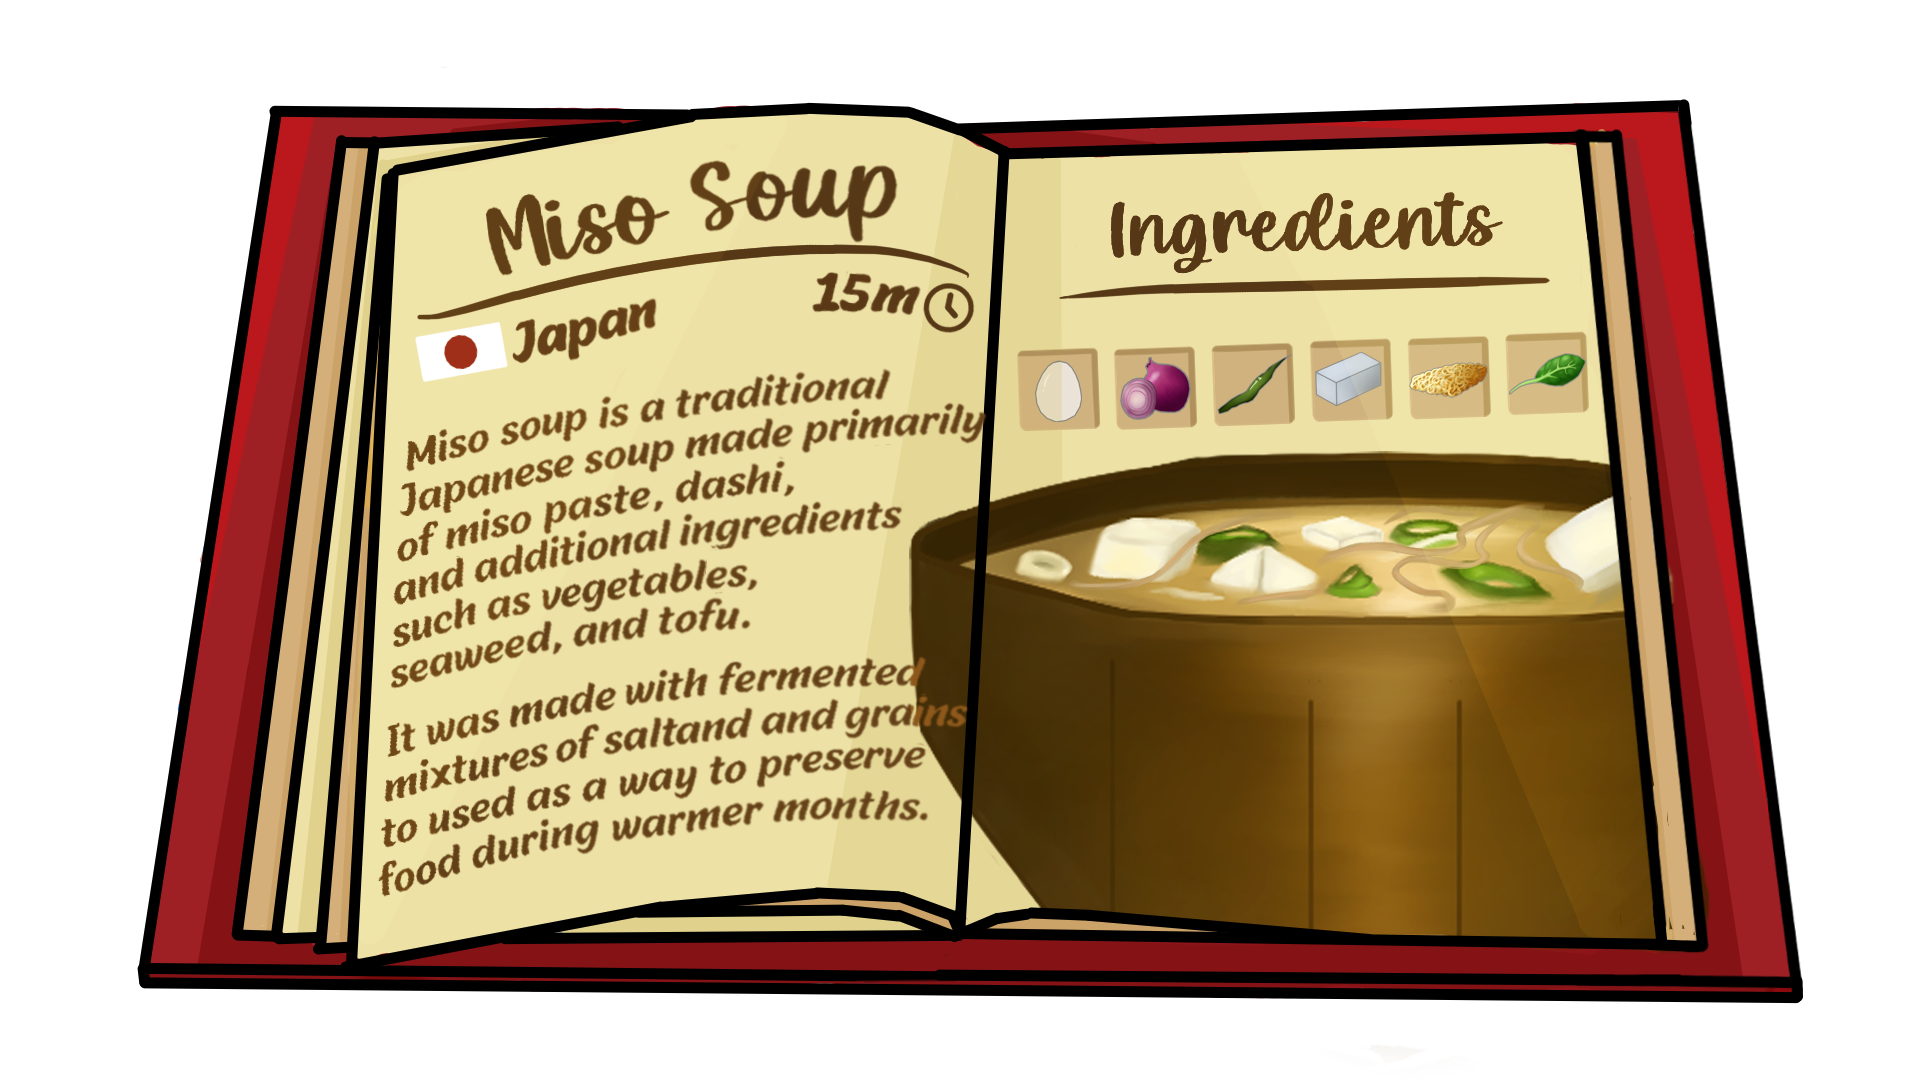 Miso Soup
Japan
15m
Miso soup is a traditional
Japanese soup made primarily
of miso paste, dashi,
and additional ingredients
such as vegetables,
seaweed, and tofu.
It was made with fermented
mixtures of saltand and grains
to used as a way to preserve
food during warmer months.
Ingredients